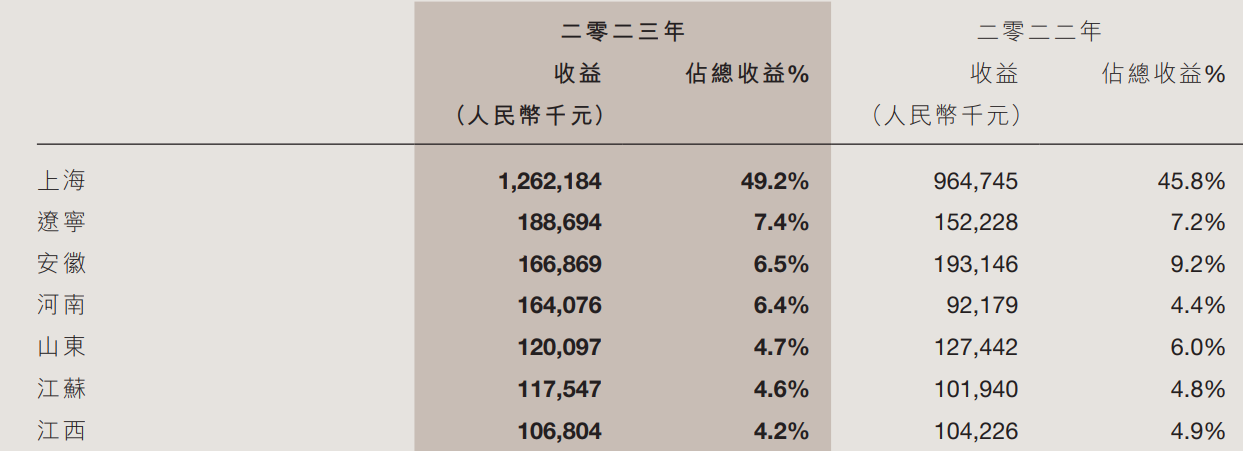 二零二三年 二零二二年
收益 佔總收益% 收益 佔總收益%
（人民幣千元） （人民幣千元）
上海 1,262,184 49.2% 964,745 45.8%
遼寧 188,694 7.4% 152,228 7.2%
安徽 166,869 6.5% 193,146 9.2%
河南 164,076 6.4% 92,179 4.4%
山東 120,097 4.7% 127,442 6.0%
江蘇 117,547 4.6% 101,940 4.8%
江西 106,804 4.2% 104,226 4.9%